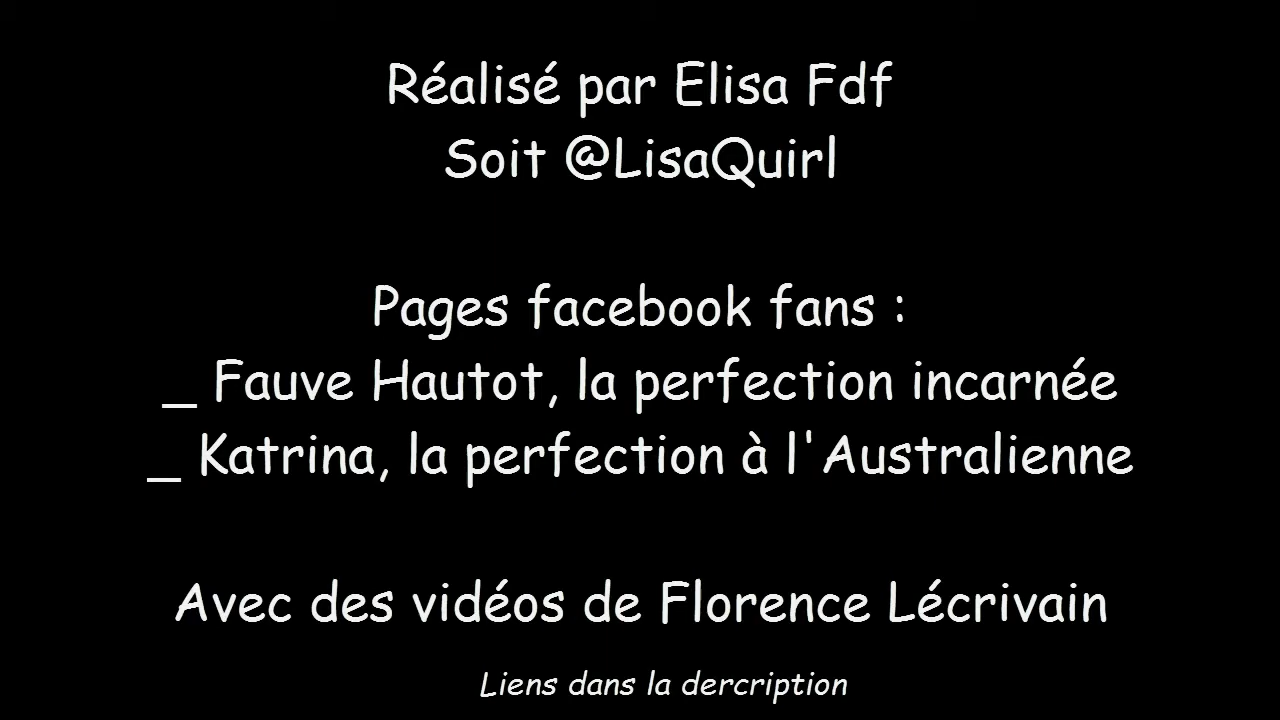 Réalisé par Elisa Fdf
Soit @LisaQuirl
Pages facebook fans :
_ Fauve Hautot, la perfection incarnée
_ Katrina, la perfection à l'Australienne
Avec des vidéos de Florence Lécrivain
Liens dans la dercription